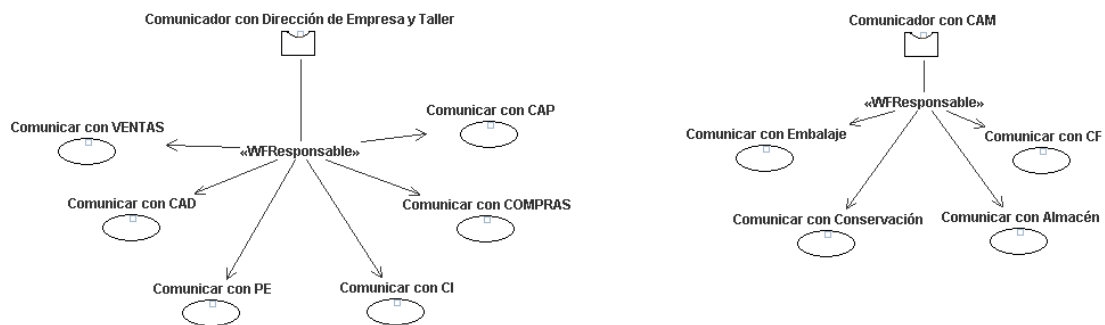 Comunicador con Dirección de Empresa y Taller
Comunicar con VENTAS
Comunicar con CAP
«WFResponsable»
Comunicar con CAD
Comunicar con COMPRAS
Comunicar con PE
Comunicar con CI
Comunicador con CAM
«WFResponsable»
Comunicar con Embalaje
Comunicar con CF
Comunicar con Conservación
Comunicar con Almacén